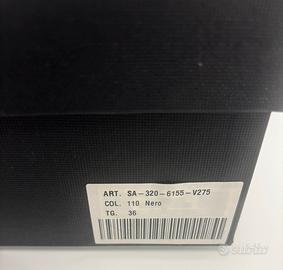 ART. SA-320-6155-V275
COL. 110 Nero
TG. 36
subito